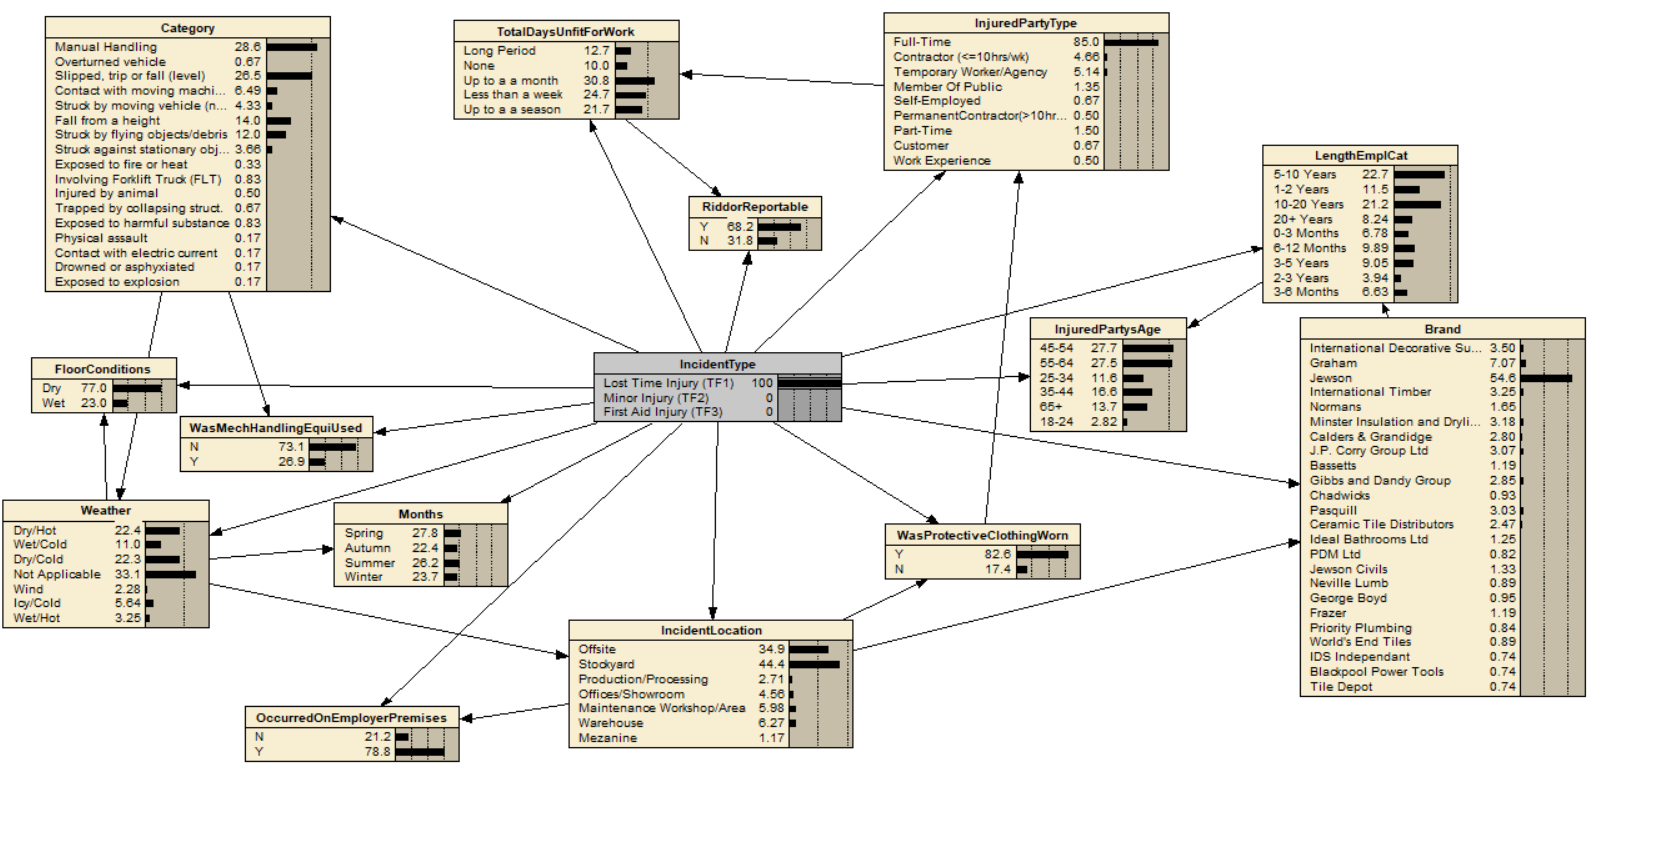 Category
Manual Handling 28.6
Overturned vehicle 0.67
Slipped, trip or fall (level) 26.5
Contact with moving machi... 6.49
Struck by moving vehicle (n... 4.33
Fall from a height 14.0
Struck by flying objects/debris 12.0
Struck against stationary obj... 3.66
Exposed to fire or heat 0.33
Involving Forklift Truck (FLT) 0.83
Injured by animal 0.50
Trapped by collapsing struct. 0.67
Exposed to harmful substance 0.83
Physical assault 0.17
Contact with electric current 0.17
Drowned or asphyxiated 0.17
Exposed to explosion 0.17
TotalDaysUnfitForWork
Long Period 12.7
None 10.0
Up to a a month 30.8
Less than a week 24.7
Up to a a season 21.7
InjuredPartyType
Full-Time 85.0
Contractor (<=10hrs/wk) 4.66
Temporary Worker/Agency 5.14
Member Of Public 1.35
Self-Employed 0.67
PermanentContractor(>10hr... 0.50
Part-Time 1.50
Customer 0.67
Work Experience 0.50
LengthEmplCat
5-10 Years 22.7
1-2 Years 11.5
10-20 Years 21.2
20+ Years 8.24
0-3 Months 6.78
6-12 Months 9.89
3-5 Years 9.05
2-3 Years 3.94
3-6 Months 6.63
RiddorReportable
Y 68.2
N 31.8
InjuredPartysAge
45-54 27.7
55-64 27.5
25-34 11.6
35-44 16.6
65+ 13.7
18-24 2.82
Brand
International Decorative Su... 3.50
Graham 7.07
Jewson 54.6
International Timber 3.25
Normans 1.65
Minster Insulation and Dryli... 3.18
Calders & Grandidge 2.80
J.P. Corry Group Ltd 3.07
Bassetts 1.19
Gibbs and Dandy Group 2.85
Chadwicks 0.93
Pasquill 3.03
Ceramic Tile Distributors 2.47
Ideal Bathrooms Ltd 1.25
PDM Ltd 0.82
Jewson Civils 1.33
Neville Lumb 0.89
George Boyd 0.95
Frazer 1.19
Priority Plumbing 0.84
World's End Tiles 0.89
IDS Independant 0.74
Blackpool Power Tools 0.74
Tile Depot 0.74
IncidentType
Lost Time Injury (TF1) 100
Minor Injury (TF2) 0
First Aid Injury (TF3) 0
FloorConditions
Dry 77.0
Wet 23.0
WasMechHandlingEquiUsed
N 73.1
Y 26.9
Weather
Dry/Hot 22.4
Wet/Cold 11.0
Dry/Cold 22.3
Not Applicable 33.1
Wind 2.28
Icy/Cold 5.64
Wet/Hot 3.25
Months
Spring 27.8
Autumn 22.4
Summer 26.2
Winter 23.7
WasProtectiveClothingWorn
Y 82.6
N 17.4
IncidentLocation
Offsite 34.9
Stockyard 44.4
Production/Processing 2.71
Offices/Showroom 4.56
Maintenance Workshop/Area 5.98
Warehouse 6.27
Mezanine 1.17
OccurredOnEmployerPremises
N 21.2
Y 78.8